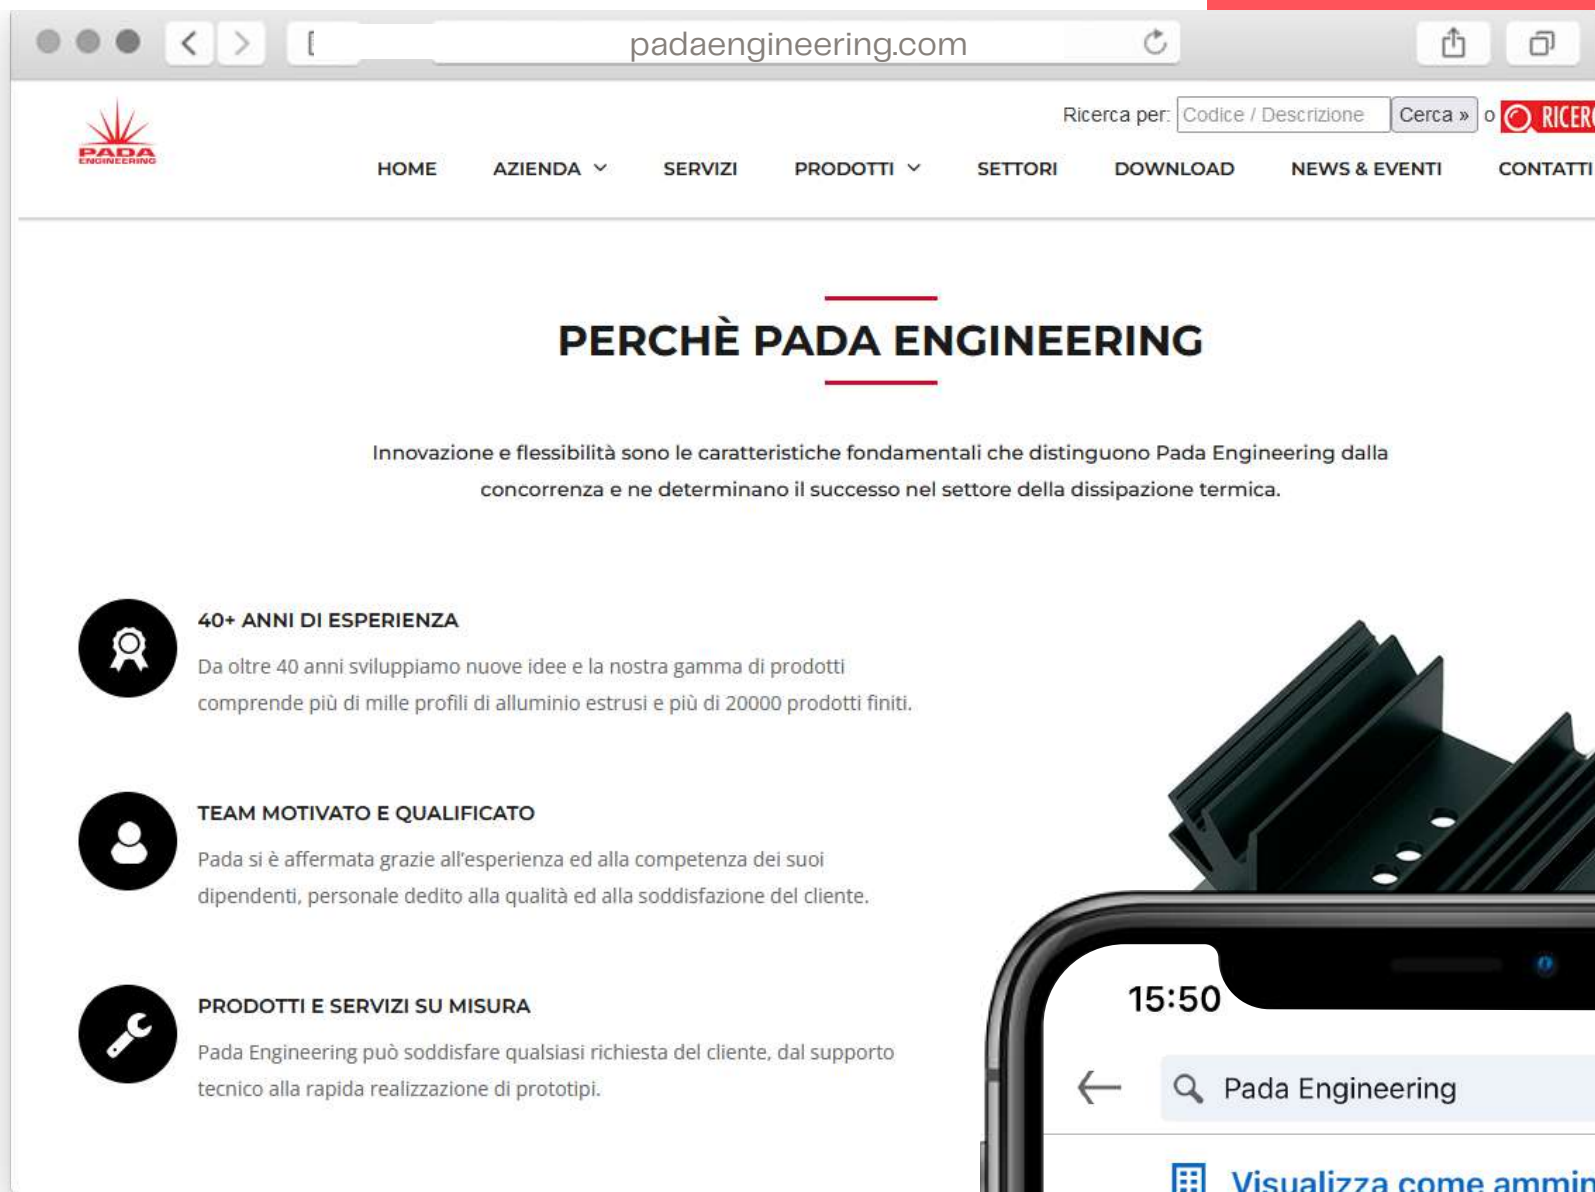 padaengineering.com
PADA
ENGINEERING
Ricerca per: Codice / Descrizione Cerca » o
HOME AZIENDA SERVIZI PRODOTTI SETTORI DOWNLOAD NEWS & EVENTI CONTATTI
PERCHÈ PADA ENGINEERING
Innovazione e flessibilità sono le caratteristiche fondamentali che distinguono Pada Engineering dalla
concorrenza e ne determinano il successo nel settore della dissipazione termica.
40+ ANNI DI ESPERIENZA
Da oltre 40 anni sviluppiamo nuove idee e la nostra gamma di prodotti
comprende più di mille profili di alluminio estrusi e più di 20000 prodotti finiti.
TEAM MOTIVATO E QUALIFICATO
Pada si è affermata grazie all'esperienza ed alla competenza dei suoi
dipendenti, personale dedito alla qualità ed alla soddisfazione del cliente.
PRODOTTI E SERVIZI SU MISURA
Pada Engineering può soddisfare qualsiasi richiesta del cliente, dal supporto
tecnico alla rapida realizzazione di prototipi.
15:50
Pada Engineering
Visualizza come